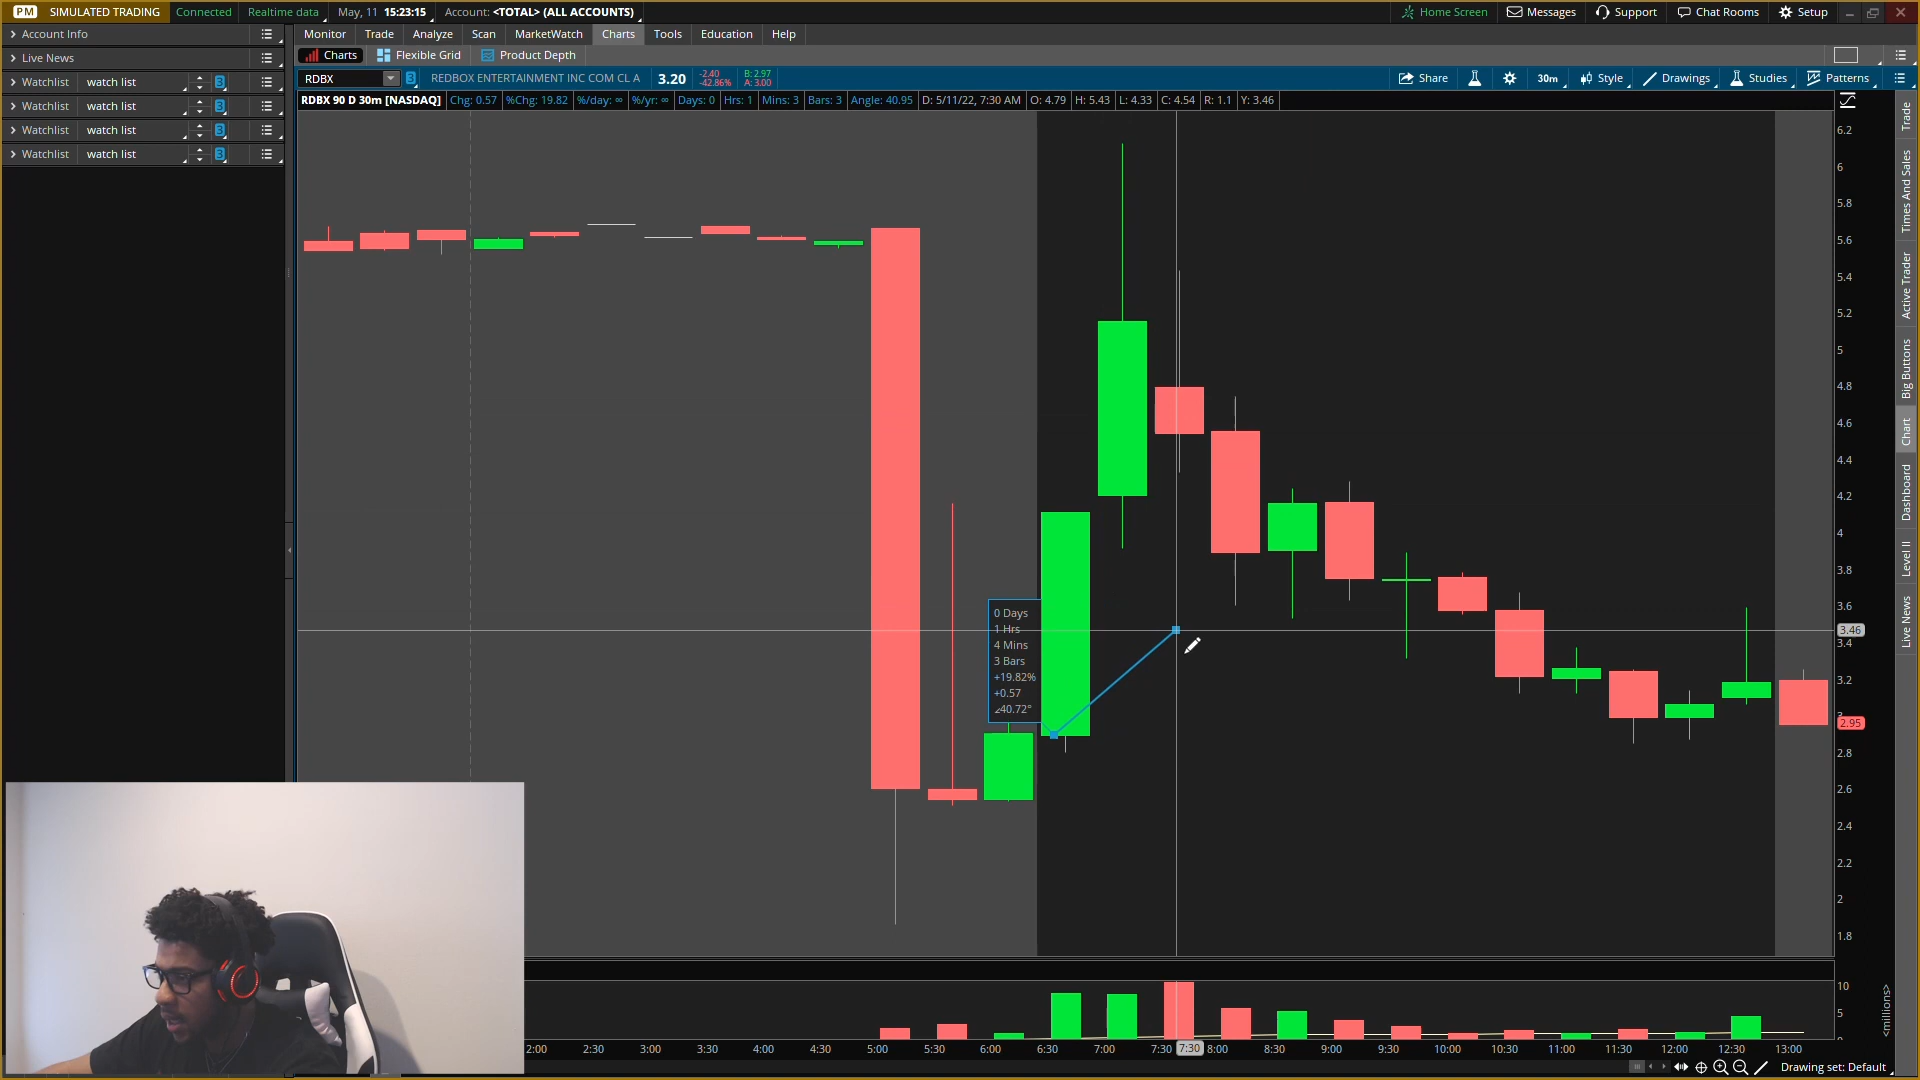 PM SIMULATED TRADING Connected Realtime data May, 11 15:23:15 Account: <TOTAL> (ALL ACCOUNTS) Home Screen Messages Support Chat Rooms Setup
Account Info
Monitor Trade Analyze Scan MarketWatch Charts Tools Education Help
Live News
Charts Flexible Grid Product Depth
Watchlist watch list 3
RDBX 3 REDBOX ENTERTAINMENT INC COM CL A 3.20 -2.40 -42.86% B: 2.97 A: 3.00 Share 30m Style Drawings Studies Patterns
Watchlist watch list 3
RDBX 90 D 30m [NASDAQ] Chg: 0.57 %Chg: 19.82 %/day: ∞ %/yr: ∞ Days: 0 Hrs: 1 Mins: 3 Bars: 3 Angle: 40.95 D: 5/11/22, 7:30 AM O: 4.79 H: 5.43 L: 4.33 C: 4.54 R: 1.1 Y: 3.46
Watchlist watch list 3
Watchlist watch list 3
6.2
6
5.8
5.6
5.4
5.2
5
4.8
4.6
4.4
4.2
4
3.8
3.6
3.46
3.4
3.2
2.95
2.8
2.6
2.4
2.2
2
1.8
0 Days
1 Hrs
4 Mins
3 Bars
+19.82%
+0.57
∠40.72°
Trade
Times And Sales
Active Trader
Big Buttons
Chart
Dashboard
Level II
Live News
10
5
0
<millions>
2:00 2:30 3:00 3:30 4:00 4:30 5:00 5:30 6:00 6:30 7:00 7:30 7:30 8:00 8:30 9:00 9:30 10:00 10:30 11:00 11:30 12:00 12:30 13:00
Drawing set: Default